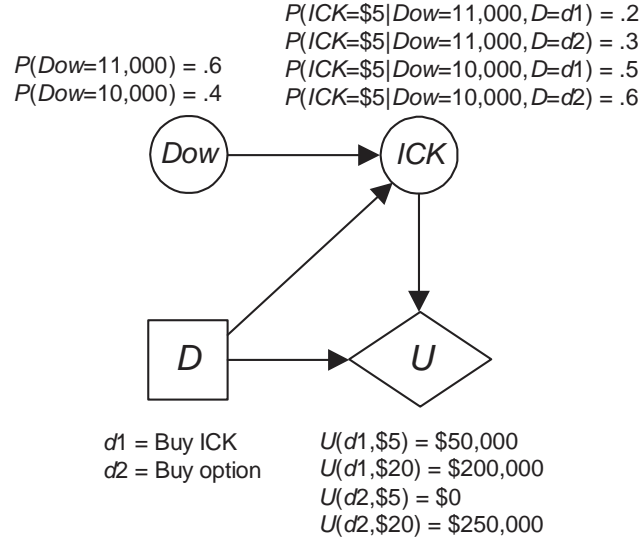 P(ICK=$5|Dow=11,000, D=d1) = .2
P(ICK=$5|Dow=11,000, D=d2) = .3
P(ICK=$5|Dow=10,000, D=d1) = .5
P(ICK=$5|Dow=10,000, D=d2) = .6
P(Dow=11,000) = .6
P(Dow=10,000) = .4
Dow
ICK
D
U
d1 = Buy ICK
d2 = Buy option
U(d1,$5) = $50,000
U(d1,$20) = $200,000
U(d2,$5) = $0
U(d2,$20) = $250,000